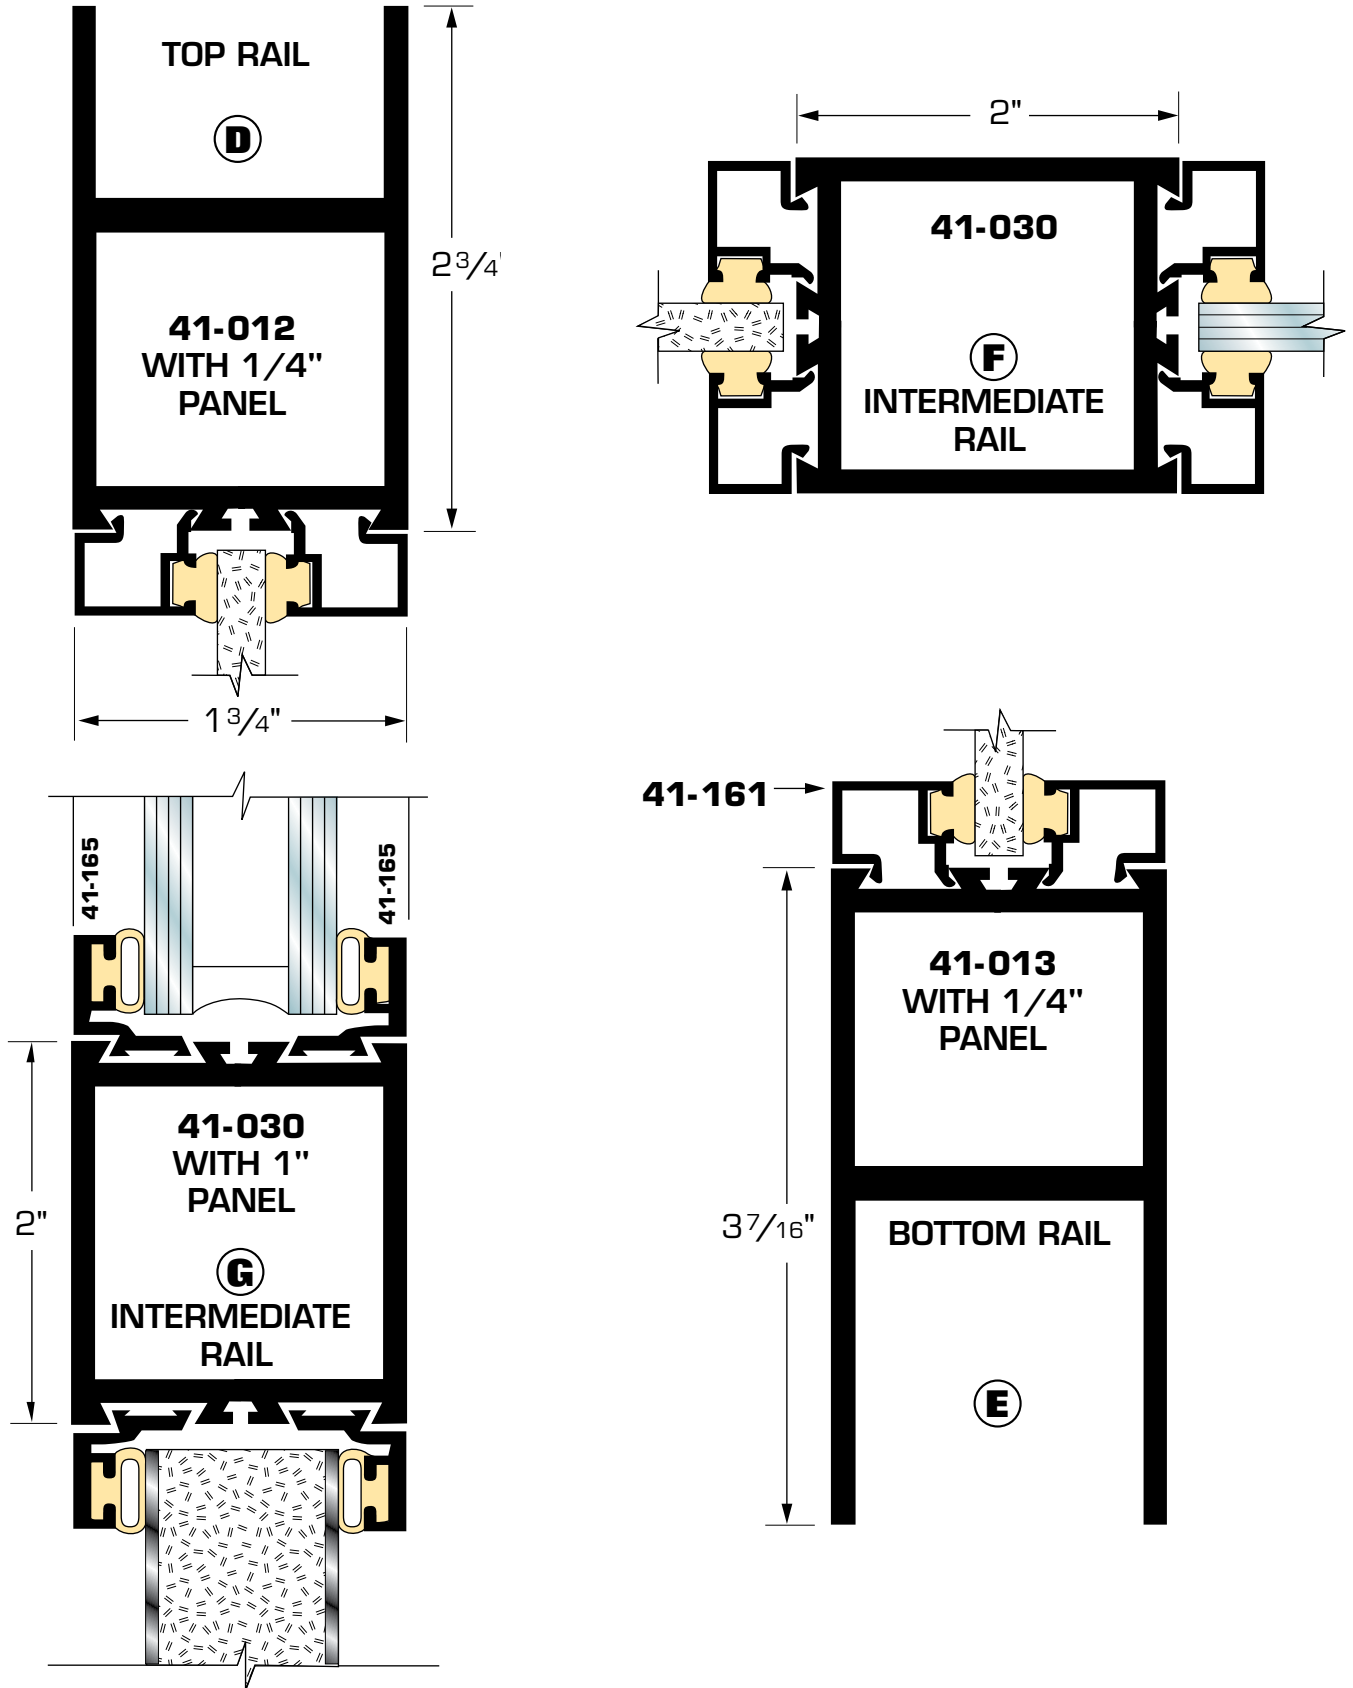 TOP RAIL
D
2 3/4"
41-012
WITH 1/4"
PANEL
1 3/4"
2"
41-030
F
INTERMEDIATE
RAIL
41-165
41-165
41-030
WITH 1"
PANEL
2"
G
INTERMEDIATE
RAIL
41-161
41-013
WITH 1/4"
PANEL
3 7/16"
BOTTOM RAIL
E